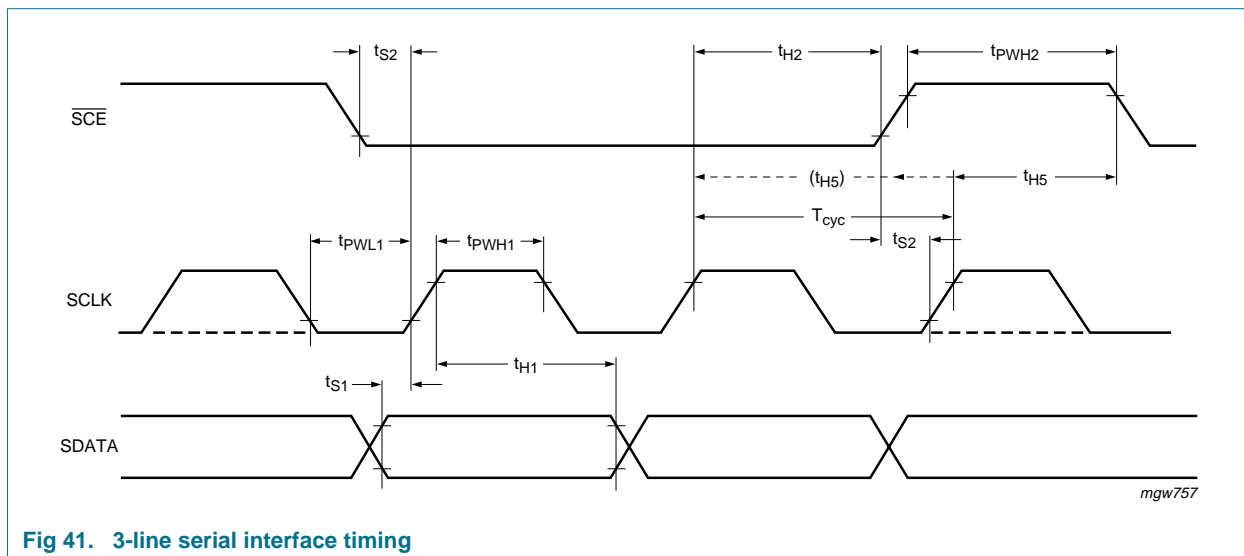 tS2
tH2
tPWH2
SCE
(tH5)
tH5
Tcyc
tPWL1
tPWH1
tS2
SCLK
tH1
tS1
SDATA
mgw757
Fig 41. 3-line serial interface timing